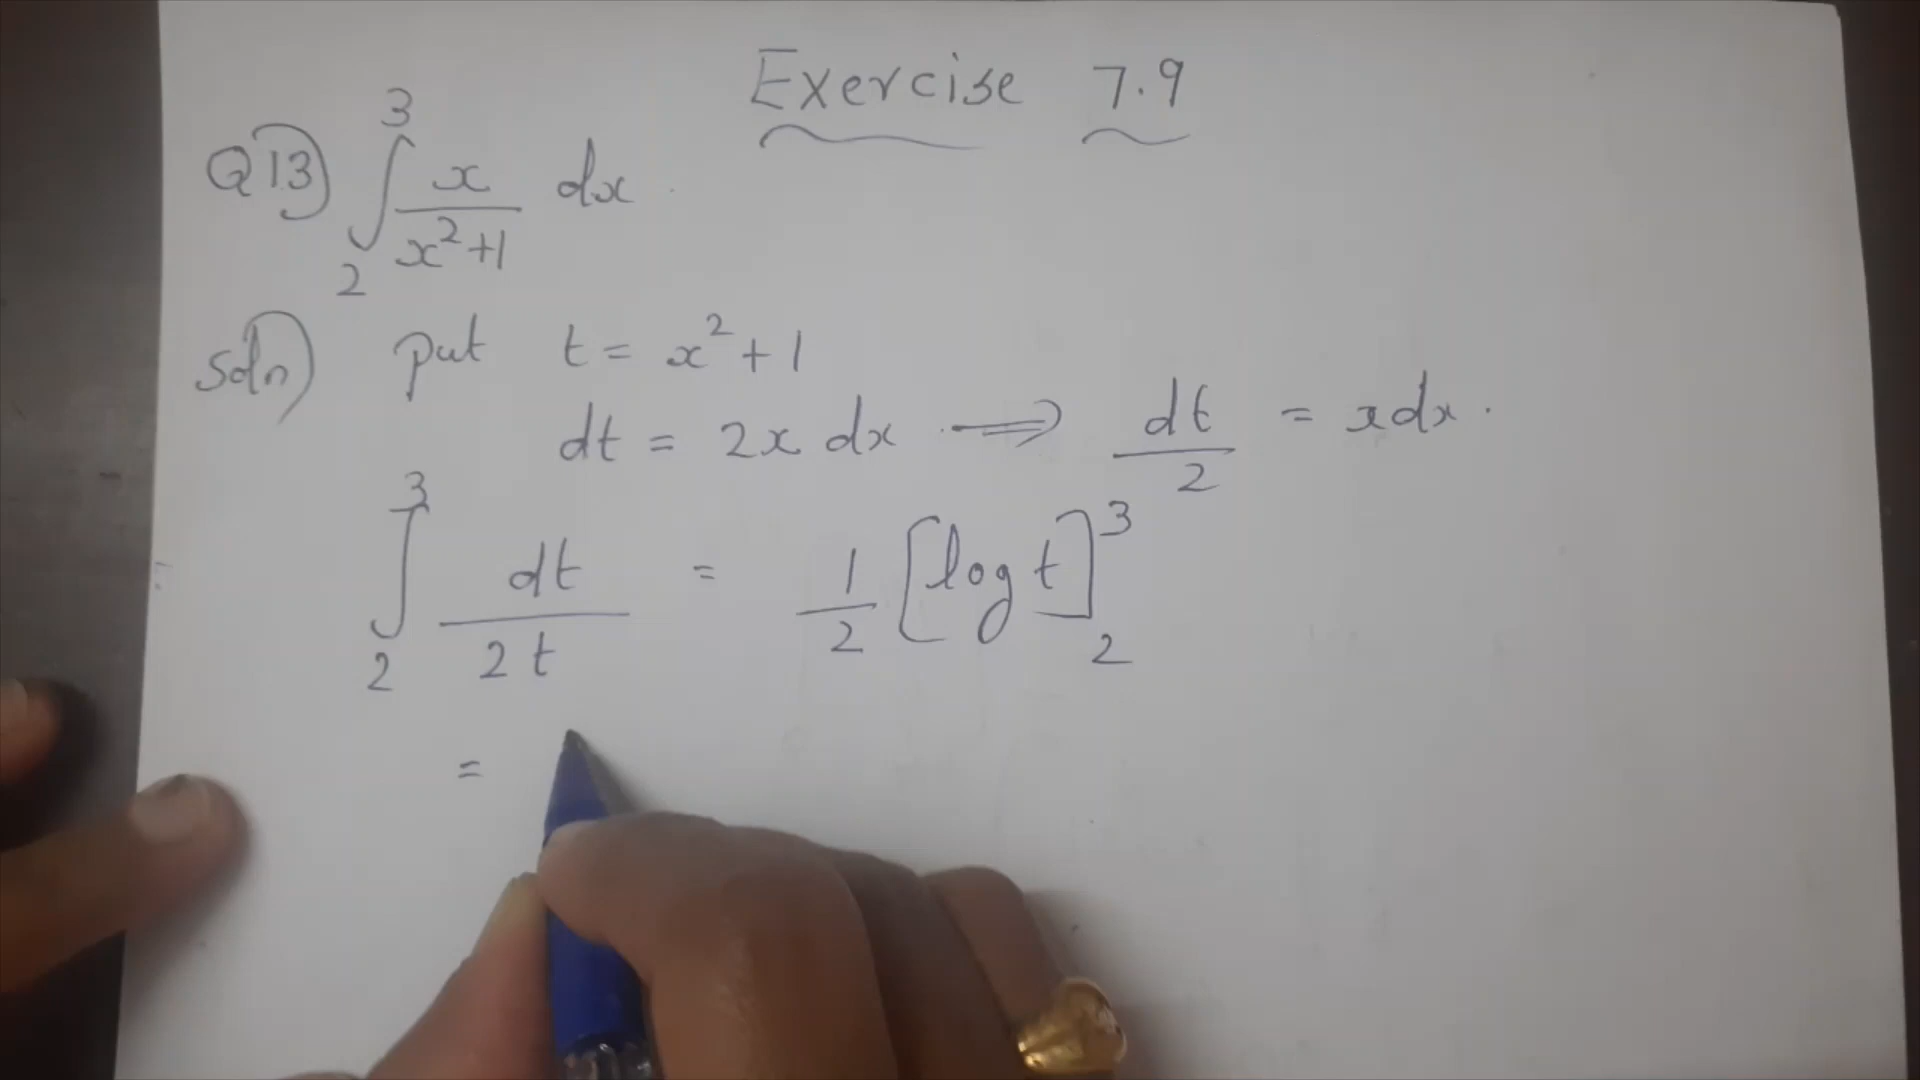 Exercise 7.9
Q13) ∫₂³ x/(x²+1) dx.
Soln) put t = x² + 1
dt = 2x dx ⟹ dt/2 = x dx.
∫₂³ dt/2t = 1/2 [log t]₂³
=